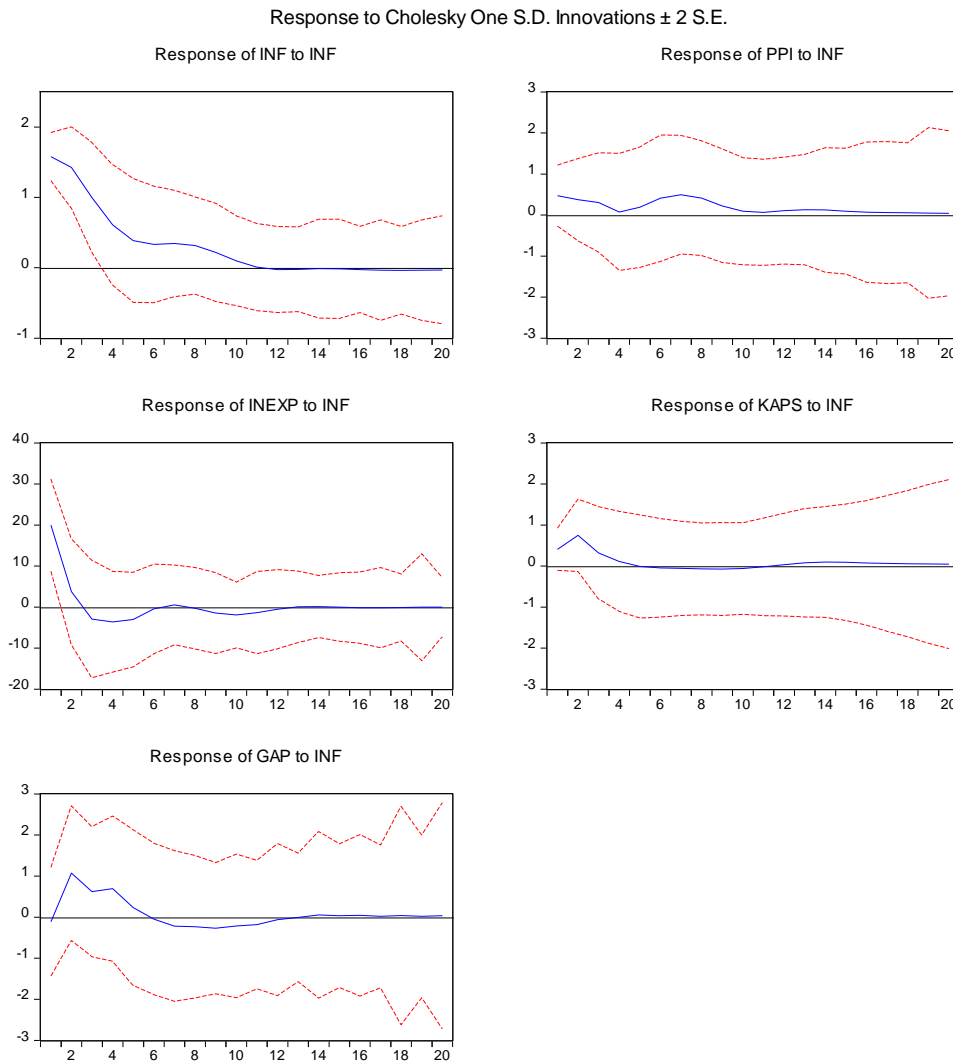 Response to Cholesky One S.D. Innovations ± 2 S.E.
Response of INF to INF
2
1
0
-1
2 4 6 8 10 12 14 16 18 20
Response of PPI to INF
3
2
1
0
-1
-2
-3
2 4 6 8 10 12 14 16 18 20
Response of INEXP to INF
40
30
20
10
0
-10
-20
2 4 6 8 10 12 14 16 18 20
Response of KAPS to INF
3
2
1
0
-1
-2
-3
2 4 6 8 10 12 14 16 18 20
Response of GAP to INF
3
2
1
0
-1
-2
-3
2 4 6 8 10 12 14 16 18 20